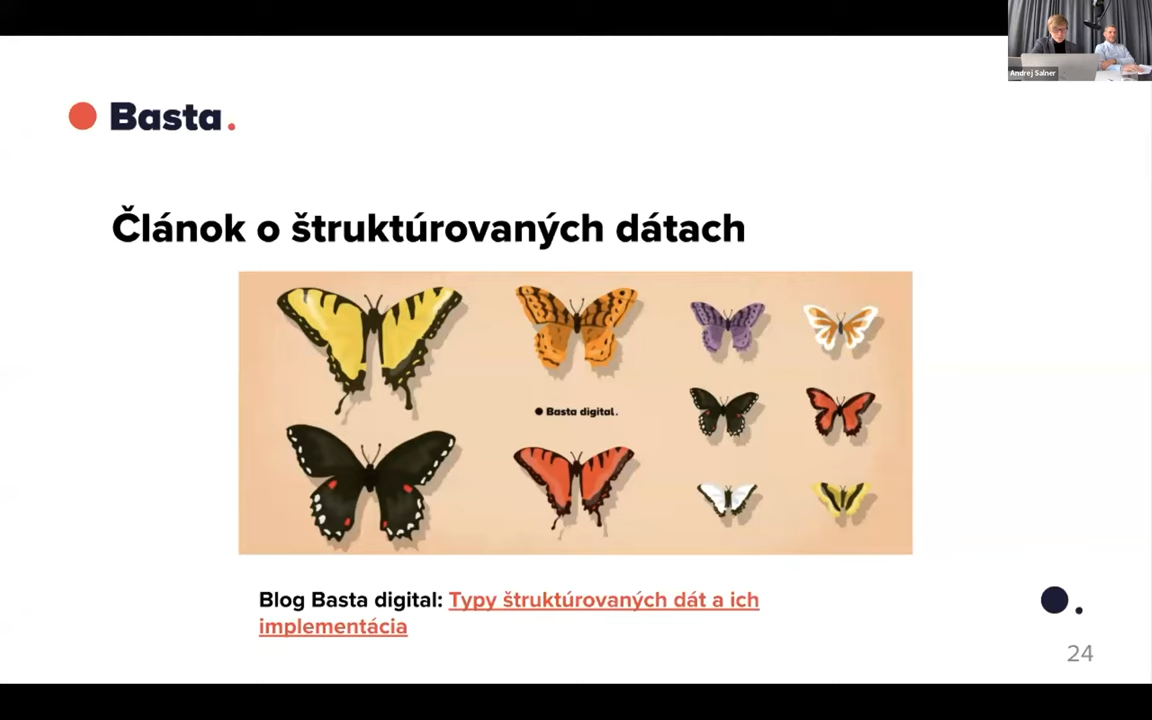 Andrej Salner
Basta.
Článok o štruktúrovaných dátach
Basta digital.
Blog Basta digital: Typy štruktúrovaných dát a ich
implementácia
24